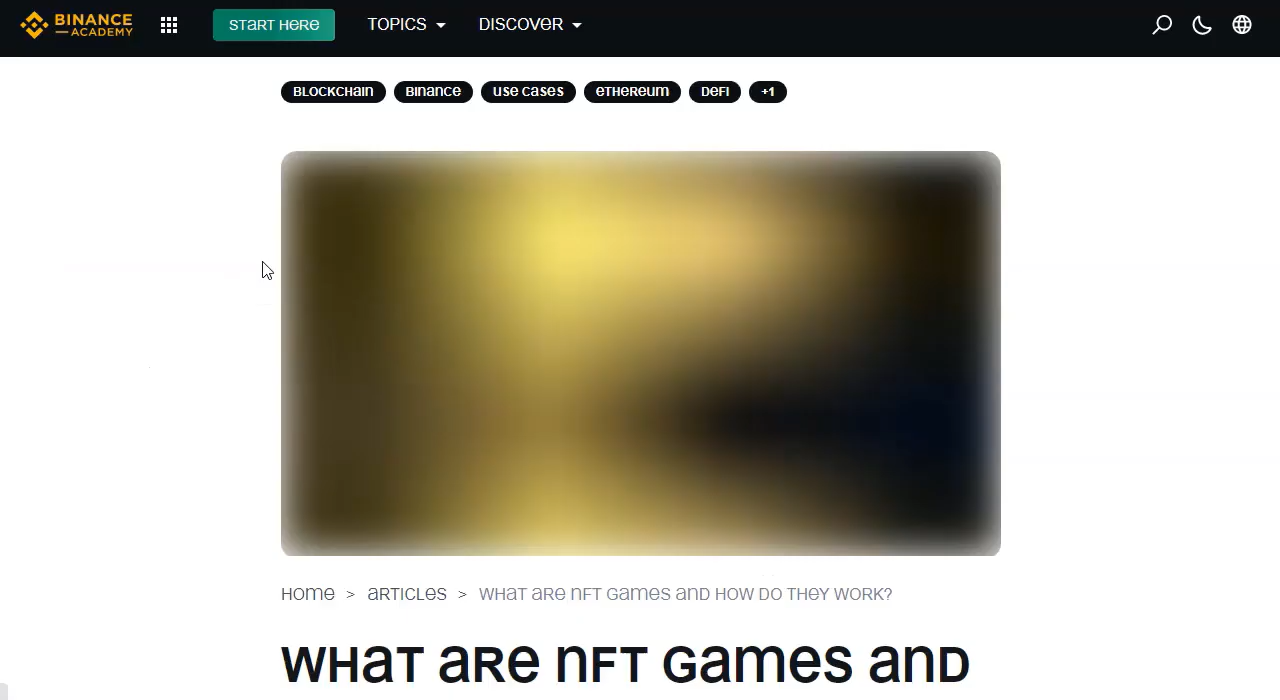 BINANCE
ACADEMY
START HERE TOPICS DISCOVER
BLOCKCHAIN BINANCE USE CASES ETHEREUM DEFI +1
HOME > ARTICLES > WHAT ARE NFT GAMES AND HOW DO THEY WORK?
WHAT ARE NFT GAMES AND